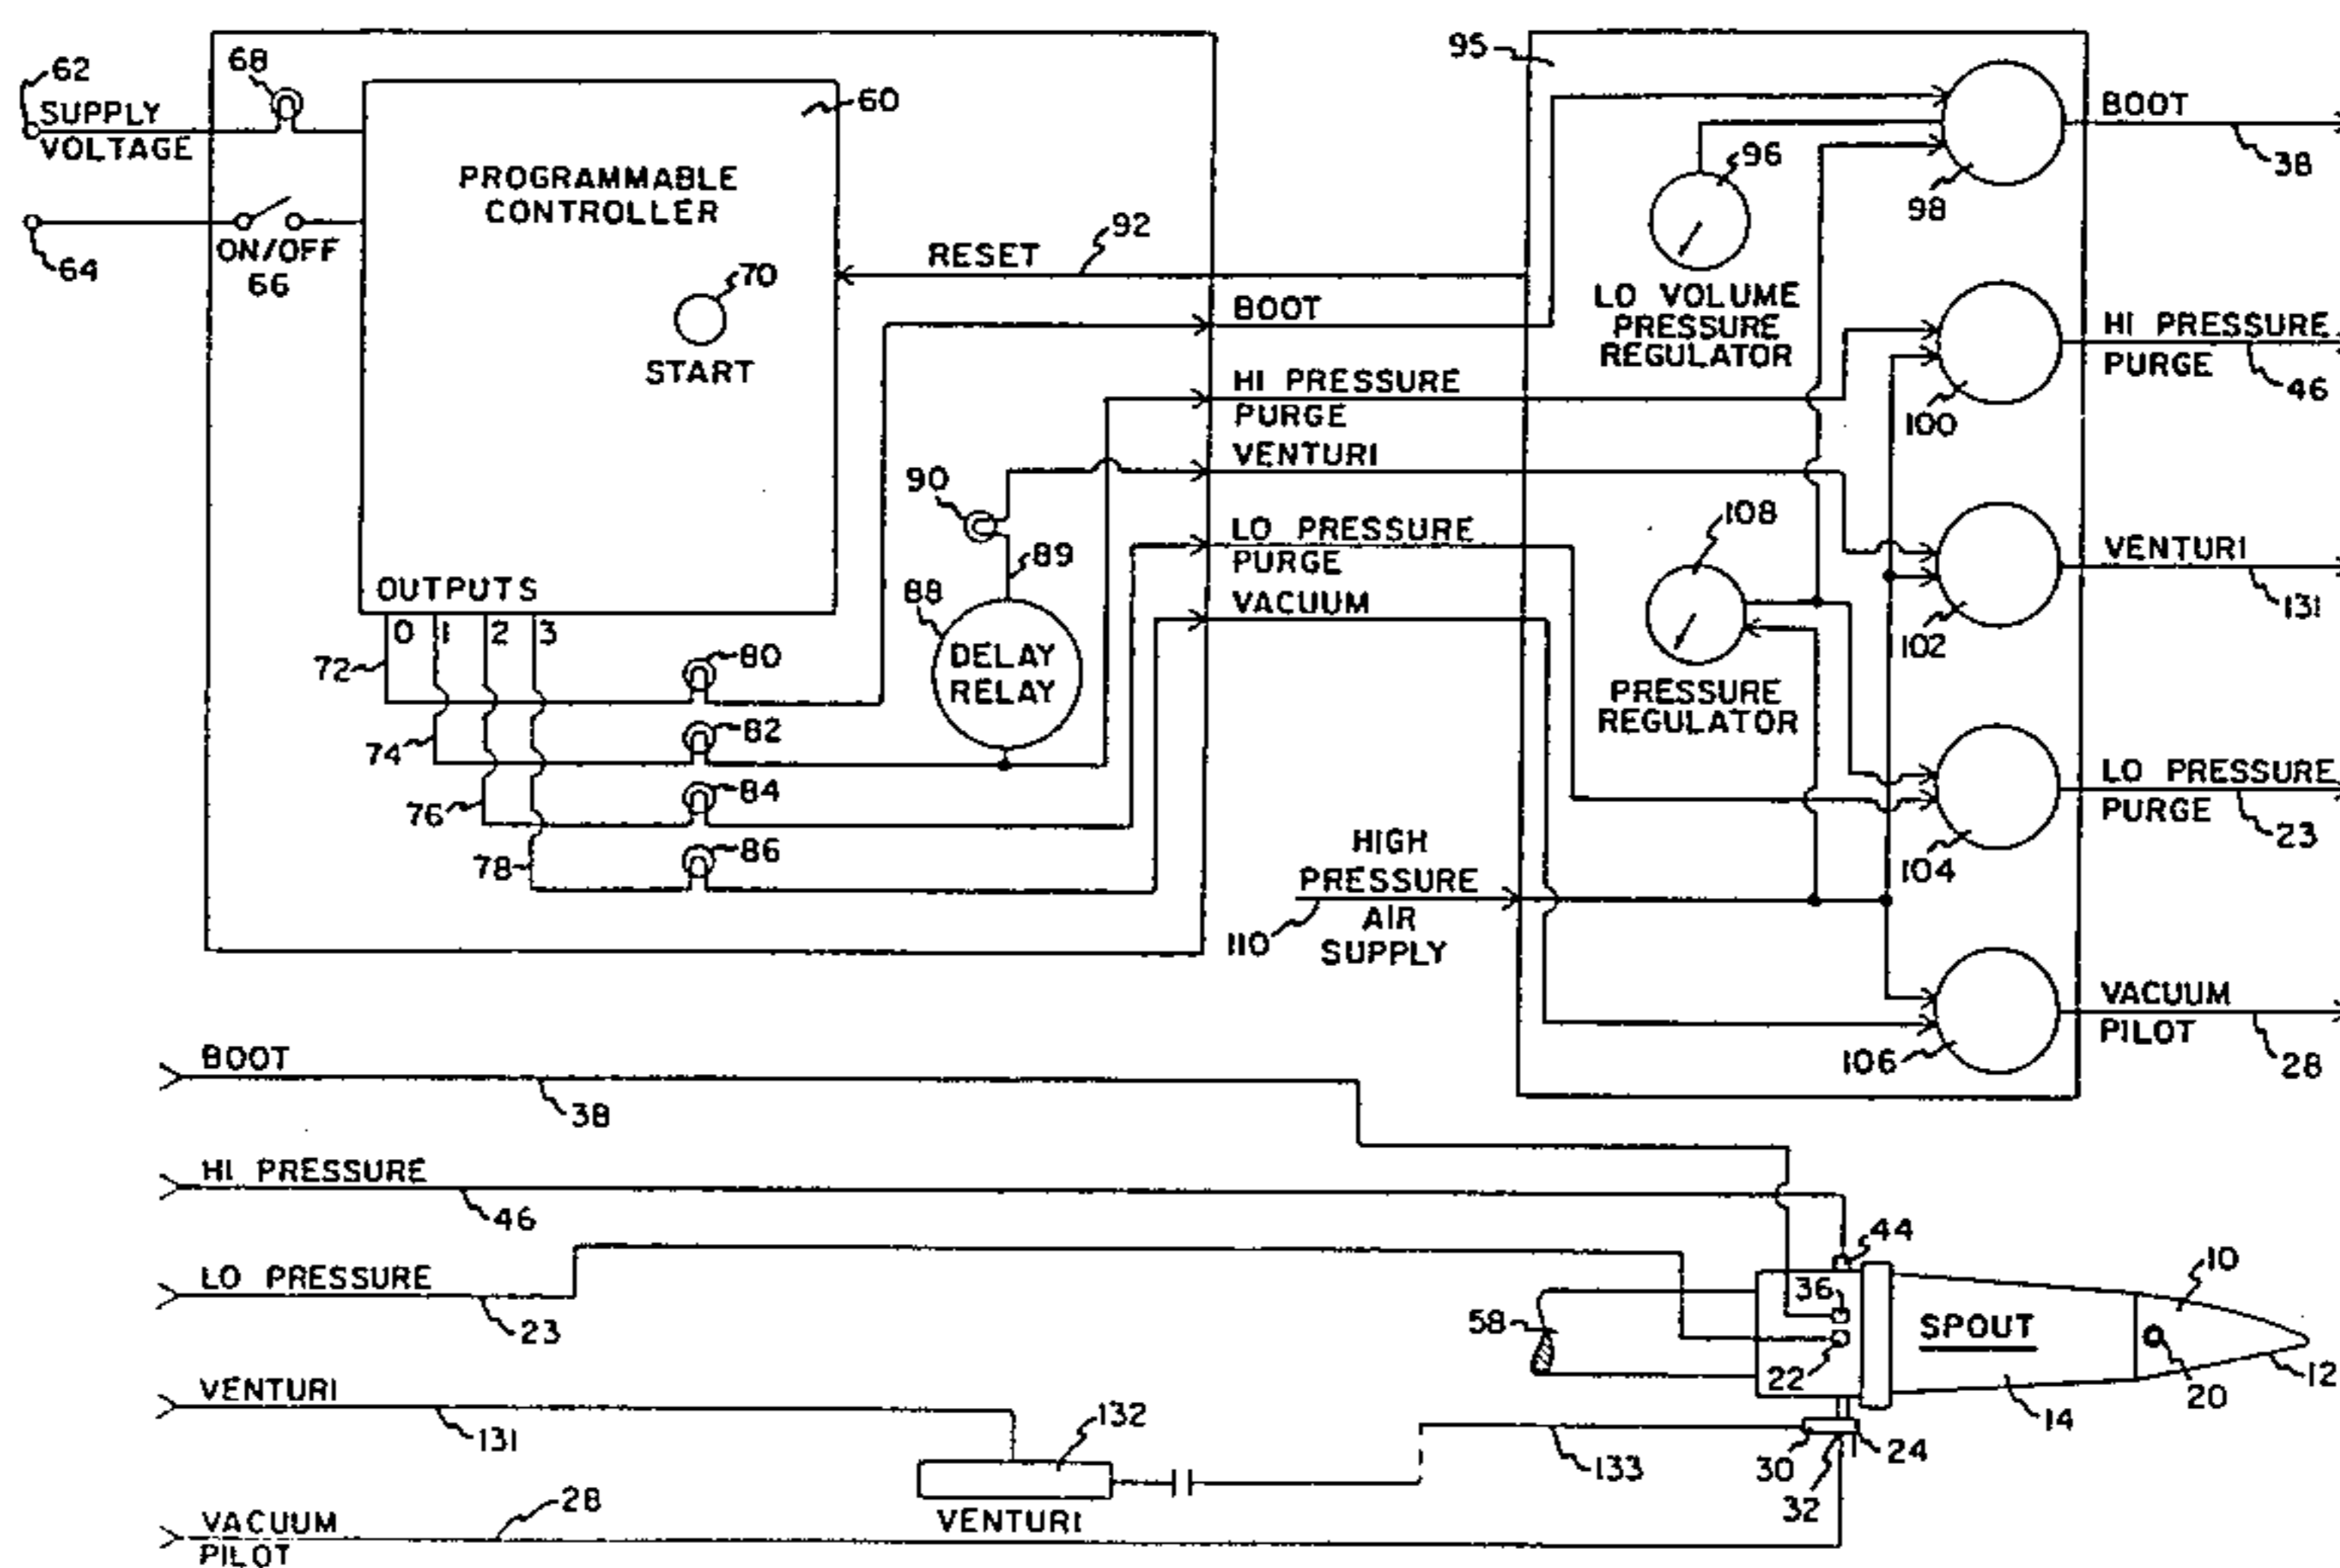 62
SUPPLY
VOLTAGE
68
60
PROGRAMMABLE
CONTROLLER
64
ON/OFF
66
70
START
OUTPUTS
0 1 2 3
72
74
76
78
80
82
84
86
88
DELAY
RELAY
89
90
RESET
92
BOOT
HI PRESSURE
PURGE
VENTURI
LO PRESSURE
PURGE
VACUUM
HIGH
PRESSURE
AIR
SUPPLY
110
95
96
LO VOLUME
PRESSURE
REGULATOR
108
PRESSURE
REGULATOR
98
100
102
104
106
BOOT
38
HI PRESSURE
PURGE
46
VENTURI
131
LO PRESSURE
PURGE
23
VACUUM
PILOT
28
BOOT
38
HI PRESSURE
46
LO PRESSURE
23
VENTURI
131
132
VENTURI
133
VACUUM
PILOT
28
58
36
44
22
SPOUT
10
12
20
14
24
30
32